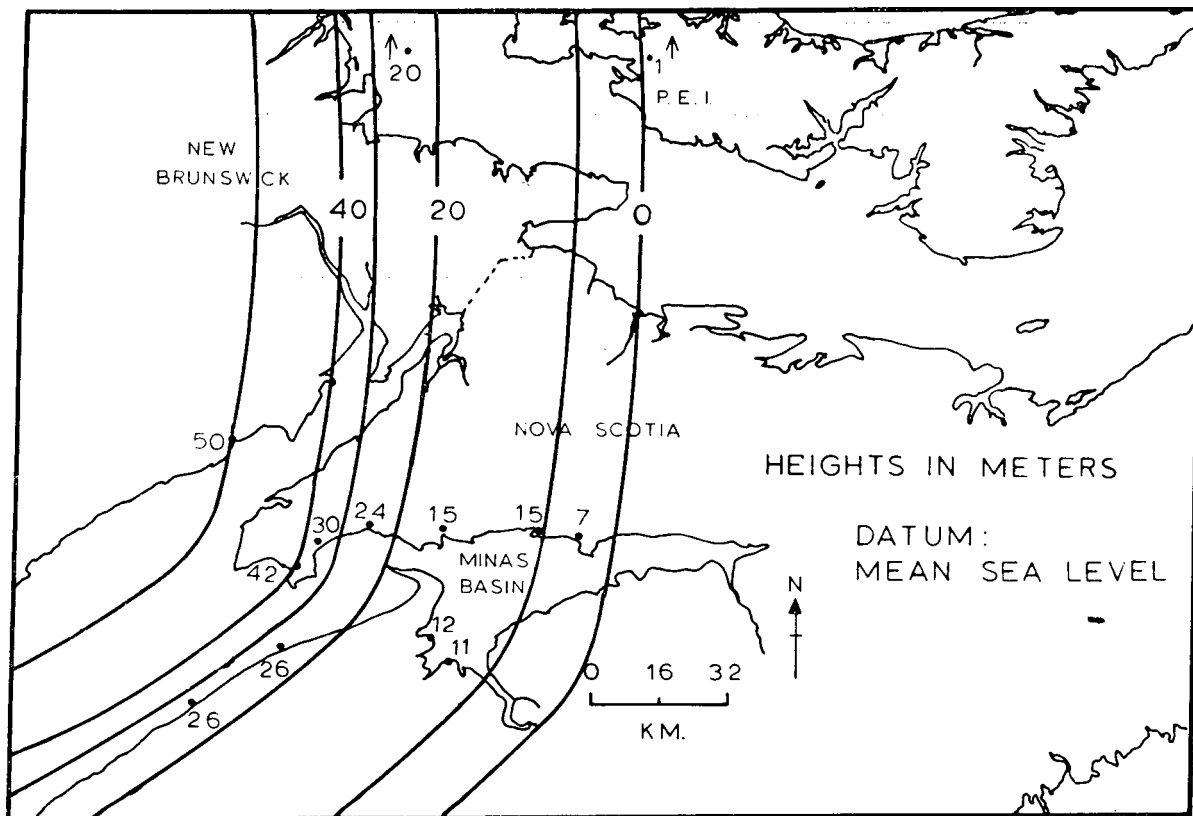 20
1
P.E.I.
NEW
BRUNSWICK
40
20
0
50
NOVA SCOTIA
HEIGHTS IN METERS
30
24
15
15
7
DATUM:
MEAN SEA LEVEL
42
MINAS
BASIN
N
12
11
26
26
0 16 32
KM.